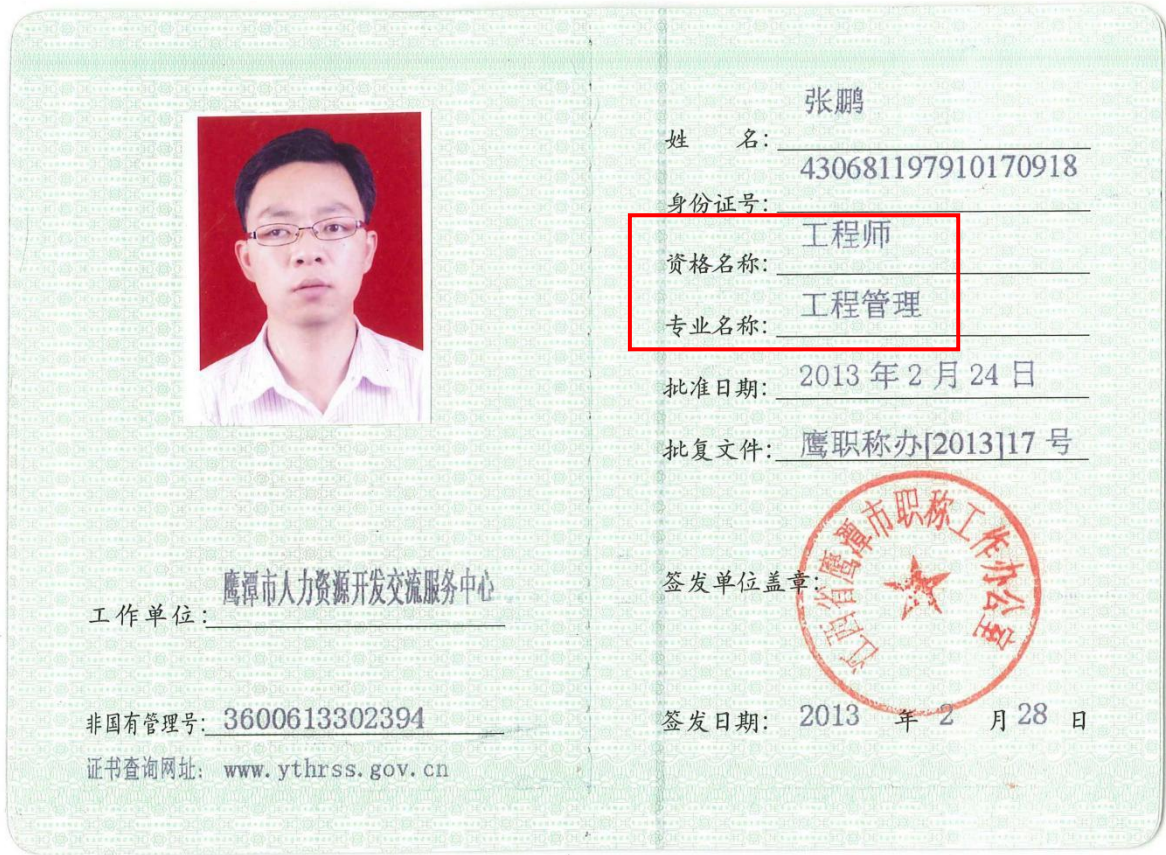 张鹏
姓 名:
430681197910170918
身份证号:
工程师
资格名称:
工程管理
专业名称:
批准日期: 2013 年 2 月 24 日
批复文件: 鹰职称办[2013]17 号
江西省鹰潭市职称工作办公室
签发单位盖章:
签发日期: 2013 年 2 月 28 日
鹰潭市人力资源开发交流服务中心
工作单位:
非国有管理号: 3600613302394
证书查询网址: www.ythrss.gov.cn